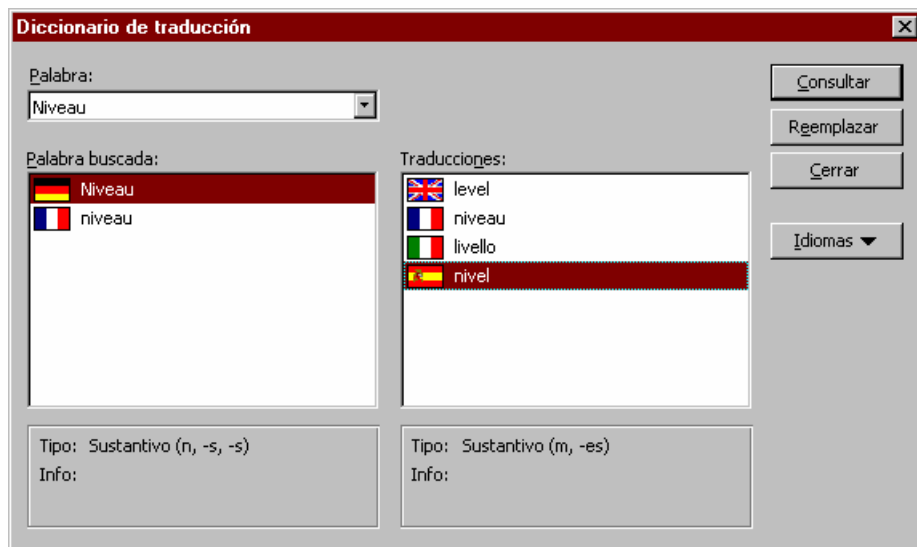 Diccionario de traducción
Palabra:
Niveau
Palabra buscada:
Niveau
niveau
Tipo: Sustantivo (n, -s, -s)
Info:
Traducciones:
level
niveau
livello
nivel
Tipo: Sustantivo (m, -es)
Info:
Consultar
Reemplazar
Cerrar
Idiomas